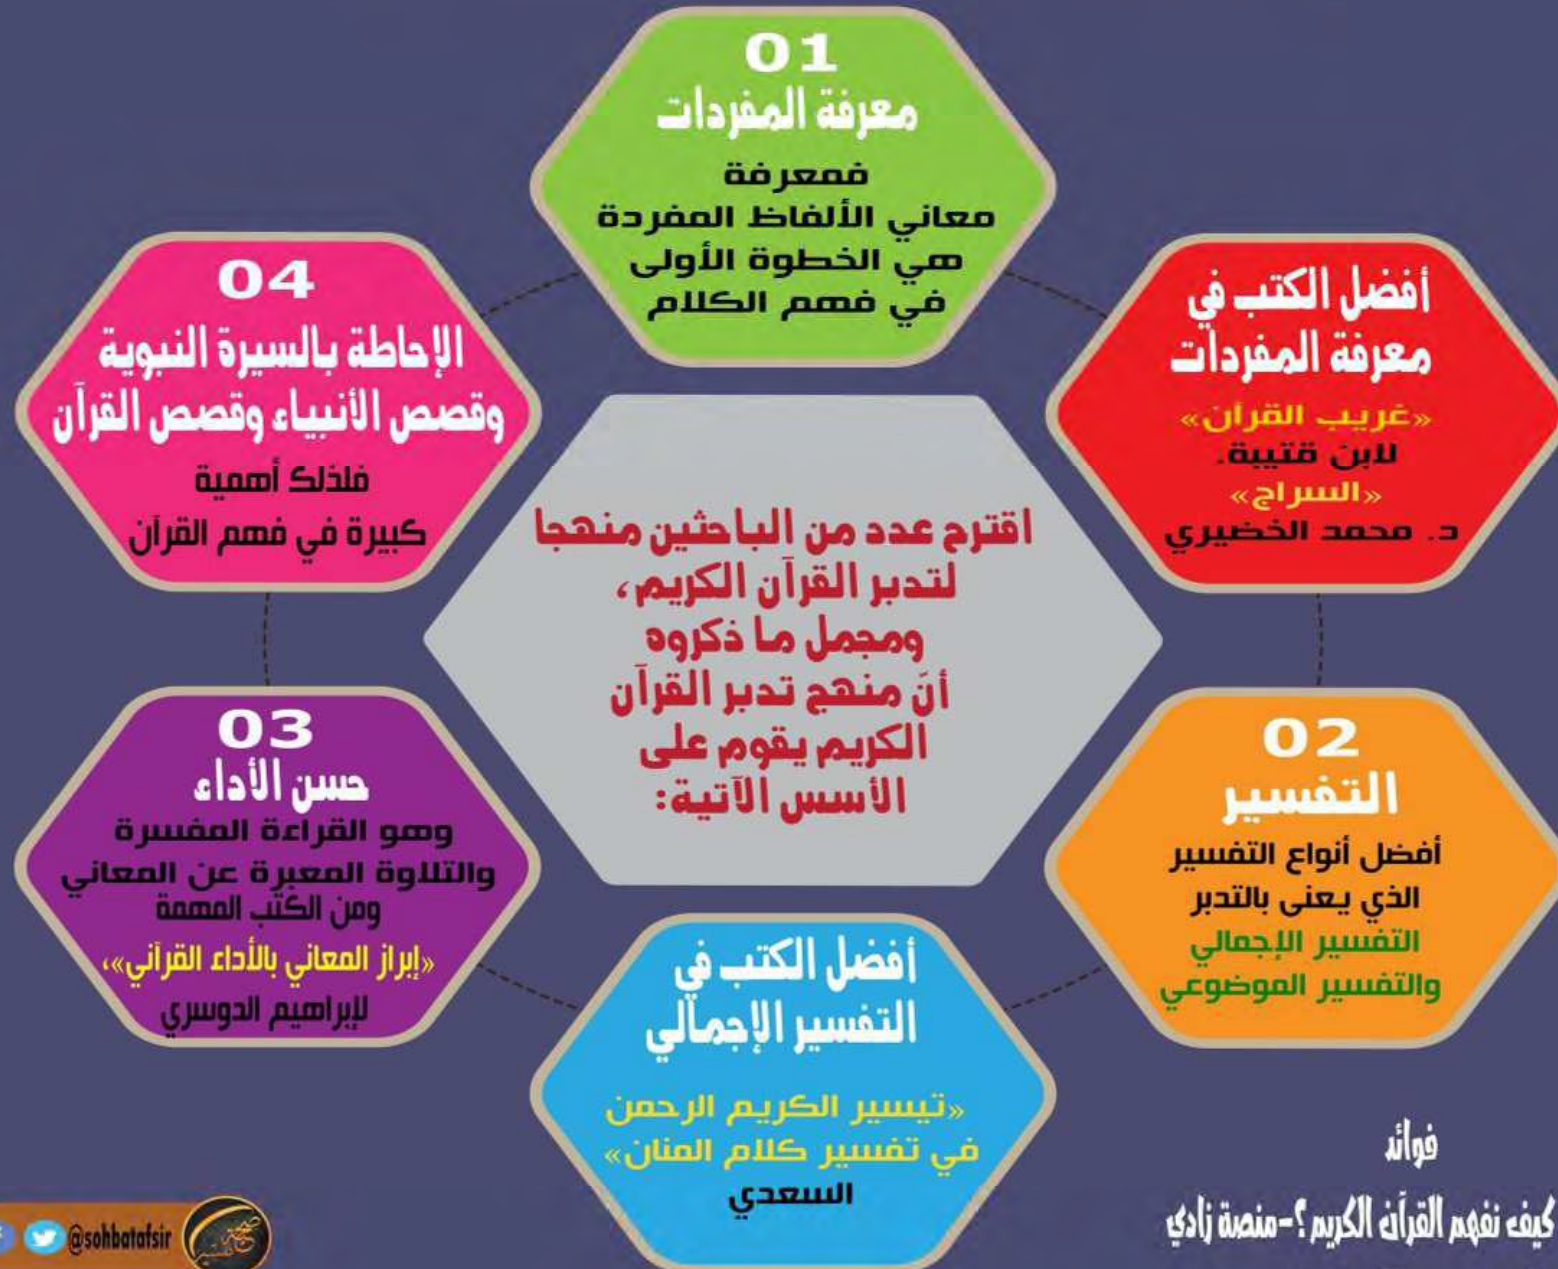 اقترح عدد من الباحثين منهجا
لتدبر القرآن الكريم،
ومجمل ما ذكروه
أنَ منهج تدبر القرآن
الكريم يقوم على
الأسس الآتية:
01
معرفة المفردات
فمعرفة
معاني الألفاظ المفردة
هي الخطوة الأولى
في فهم الكلام
أفضل الكتب في
معرفة المفردات
«غريب القرآن»
لابن قتيبة.
«السراج»
د. محمد الخضيري
02
التفسير
أفضل أنواع التفسير
الذي يعنى بالتدبر
التفسير الإجمالي
والتفسير الموضوعي
أفضل الكتب في
التفسير الإجمالي
«تيسير الكريم الرحمن
في تفسير كلام المنان»
السعدي
03
حسن الأداء
وهو القراءة المفسرة
والتلاوة المعبرة عن المعاني
ومن الكتب المهمة
«إبراز المعاني بالأداء القرآني»،
لإبراهيم الدوسري
04
الإحاطة بالسيرة النبوية
وقصص الأنبياء وقصص القرآن
فلذلك أهمية
كبيرة في فهم القرآن
فوائد
كيف نفهم القرآن الكريم؟-منصة زادي
@sohbatafsir
صحبة تفسير